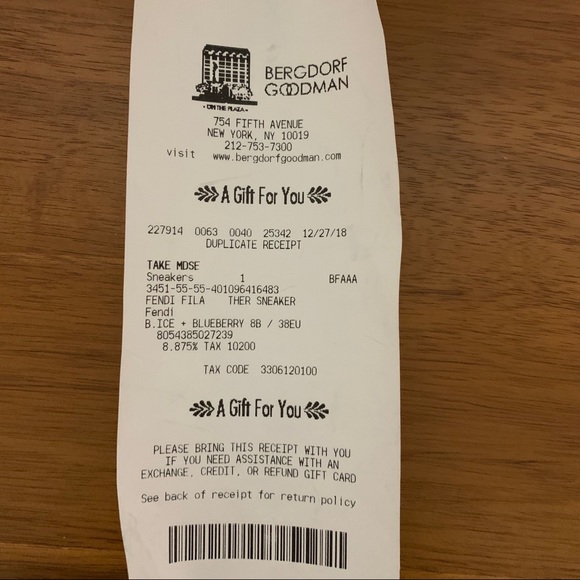 BERGDORF
GOODMAN
• ON THE PLAZA •
754 FIFTH AVENUE
NEW YORK, NY 10019
212-753-7300
visit www.bergdorfgoodman.com
A Gift For You
227914 0063 0040 25342 12/27/18
DUPLICATE RECEIPT
TAKE MDSE
Sneakers 1 BFAAA
3451-55-55-401096416483
FENDI FILA THER SNEAKER
Fendi
B.ICE + BLUEBERRY 8B / 38EU
8054385027239
8.875% TAX 10200
TAX CODE 3306120100
A Gift For You
PLEASE BRING THIS RECEIPT WITH YOU
IF YOU NEED ASSISTANCE WITH AN
EXCHANGE, CREDIT, OR REFUND GIFT CARD
See back of receipt for return policy